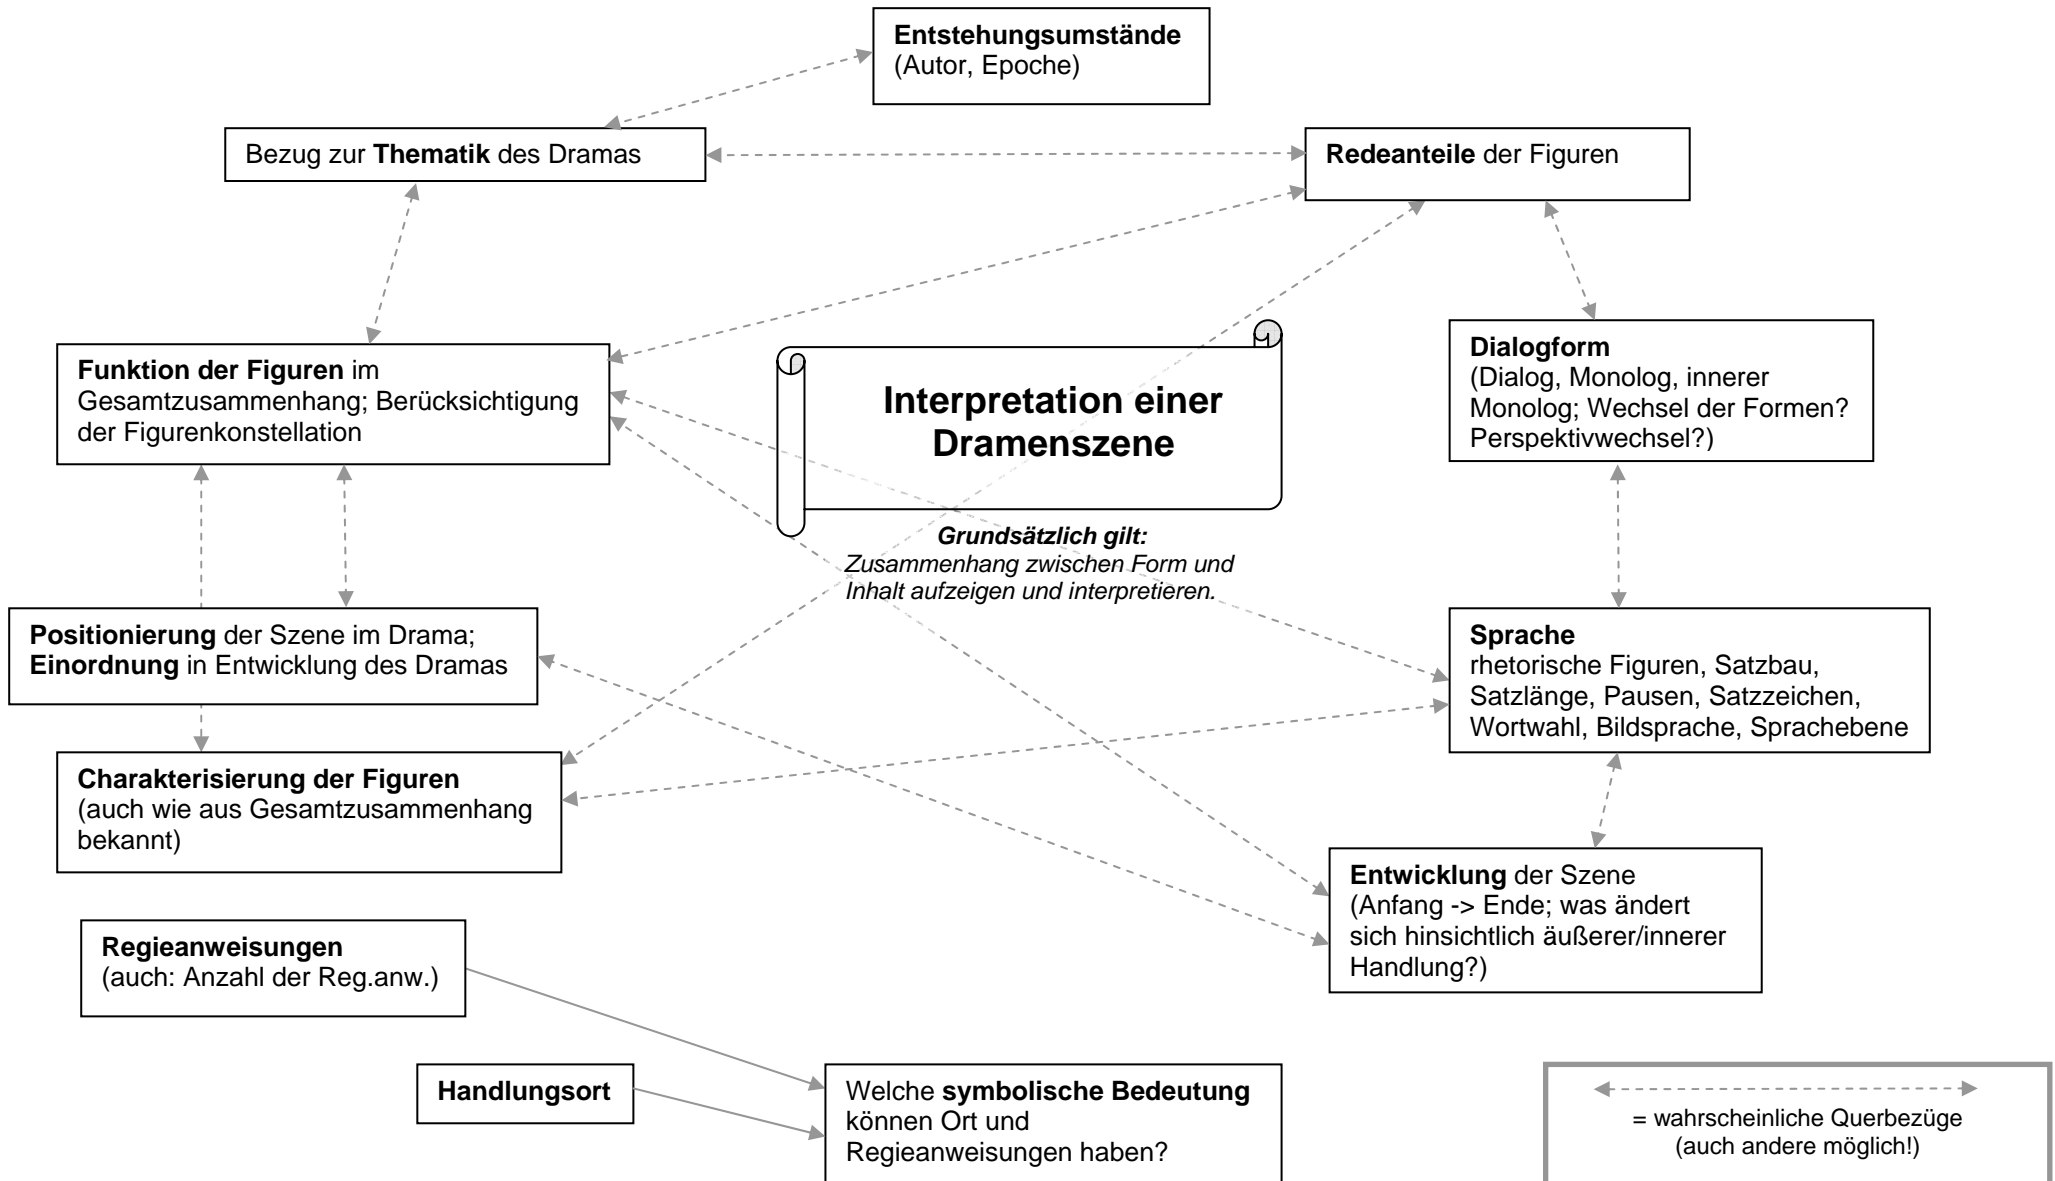 Entstehungsumstände
(Autor, Epoche)
Bezug zur Thematik des Dramas
Redeanteile der Figuren
Funktion der Figuren im
Gesamtzusammenhang; Berücksichtigung
der Figurenkonstellation
Interpretation einer
Dramenszene
Dialogform
(Dialog, Monolog, innerer
Monolog; Wechsel der Formen?
Perspektivwechsel?)
Grundsätzlich gilt:
Zusammenhang zwischen Form und
Inhalt aufzeigen und interpretieren.
Positionierung der Szene im Drama;
Einordnung in Entwicklung des Dramas
Sprache
rhetorische Figuren, Satzbau,
Satzlänge, Pausen, Satzzeichen,
Wortwahl, Bildsprache, Sprachebene
Charakterisierung der Figuren
(auch wie aus Gesamtzusammenhang
bekannt)
Entwicklung der Szene
(Anfang -> Ende; was ändert
sich hinsichtlich äußerer/innerer
Handlung?)
Regieanweisungen
(auch: Anzahl der Reg.anw.)
Handlungsort
Welche symbolische Bedeutung
können Ort und
Regieanweisungen haben?
= wahrscheinliche Querbezüge
(auch andere möglich!)